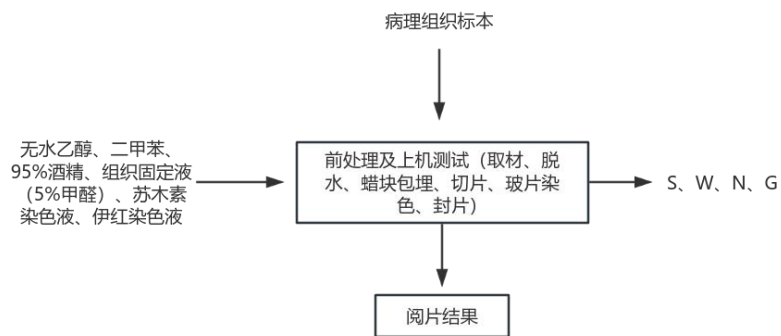 病理组织标本
无水乙醇、二甲苯、
95%酒精、组织固定液
（5%甲醛）、苏木素
染色液、伊红染色液
前处理及上机测试（取材、脱
水、蜡块包埋、切片、玻片染
色、封片）
S、W、N、G
阅片结果